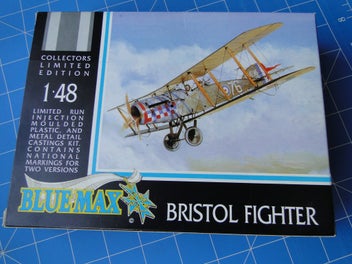 COLLECTORS
LIMITED
EDITION
1:48
LIMITED RUN
INJECTION
MOULDED
PLASTIC, AND
METAL DETAIL
CASTINGS KIT.
CONTAINS
NATIONAL
MARKINGS FOR
TWO VERSIONS
BLUE MAX
BRISTOL FIGHTER